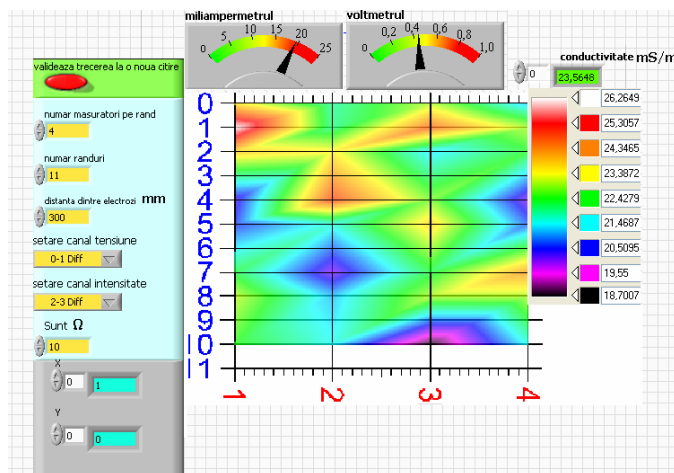 miliampermetrul
voltmetrul
0 5 10 15 20 25
0 0,2 0,4 0,6 0,8 1,0
conductivitate mS/m
0 23,5648
valideaza trecerea la o noua citire
numar masuratori pe rand
4
numar randuri
11
distanta dintre electrozi mm
300
setare canal tensiune
0-1 Diff
setare canal intensitate
2-3 Diff
Sunt Ω
10
X
0 1
Y
0 0
0
1
2
3
4
5
6
7
8
9
10
11
1 2 3 4
26,2649
25,3057
24,3465
23,3872
22,4279
21,4687
20,5095
19,55
18,7007